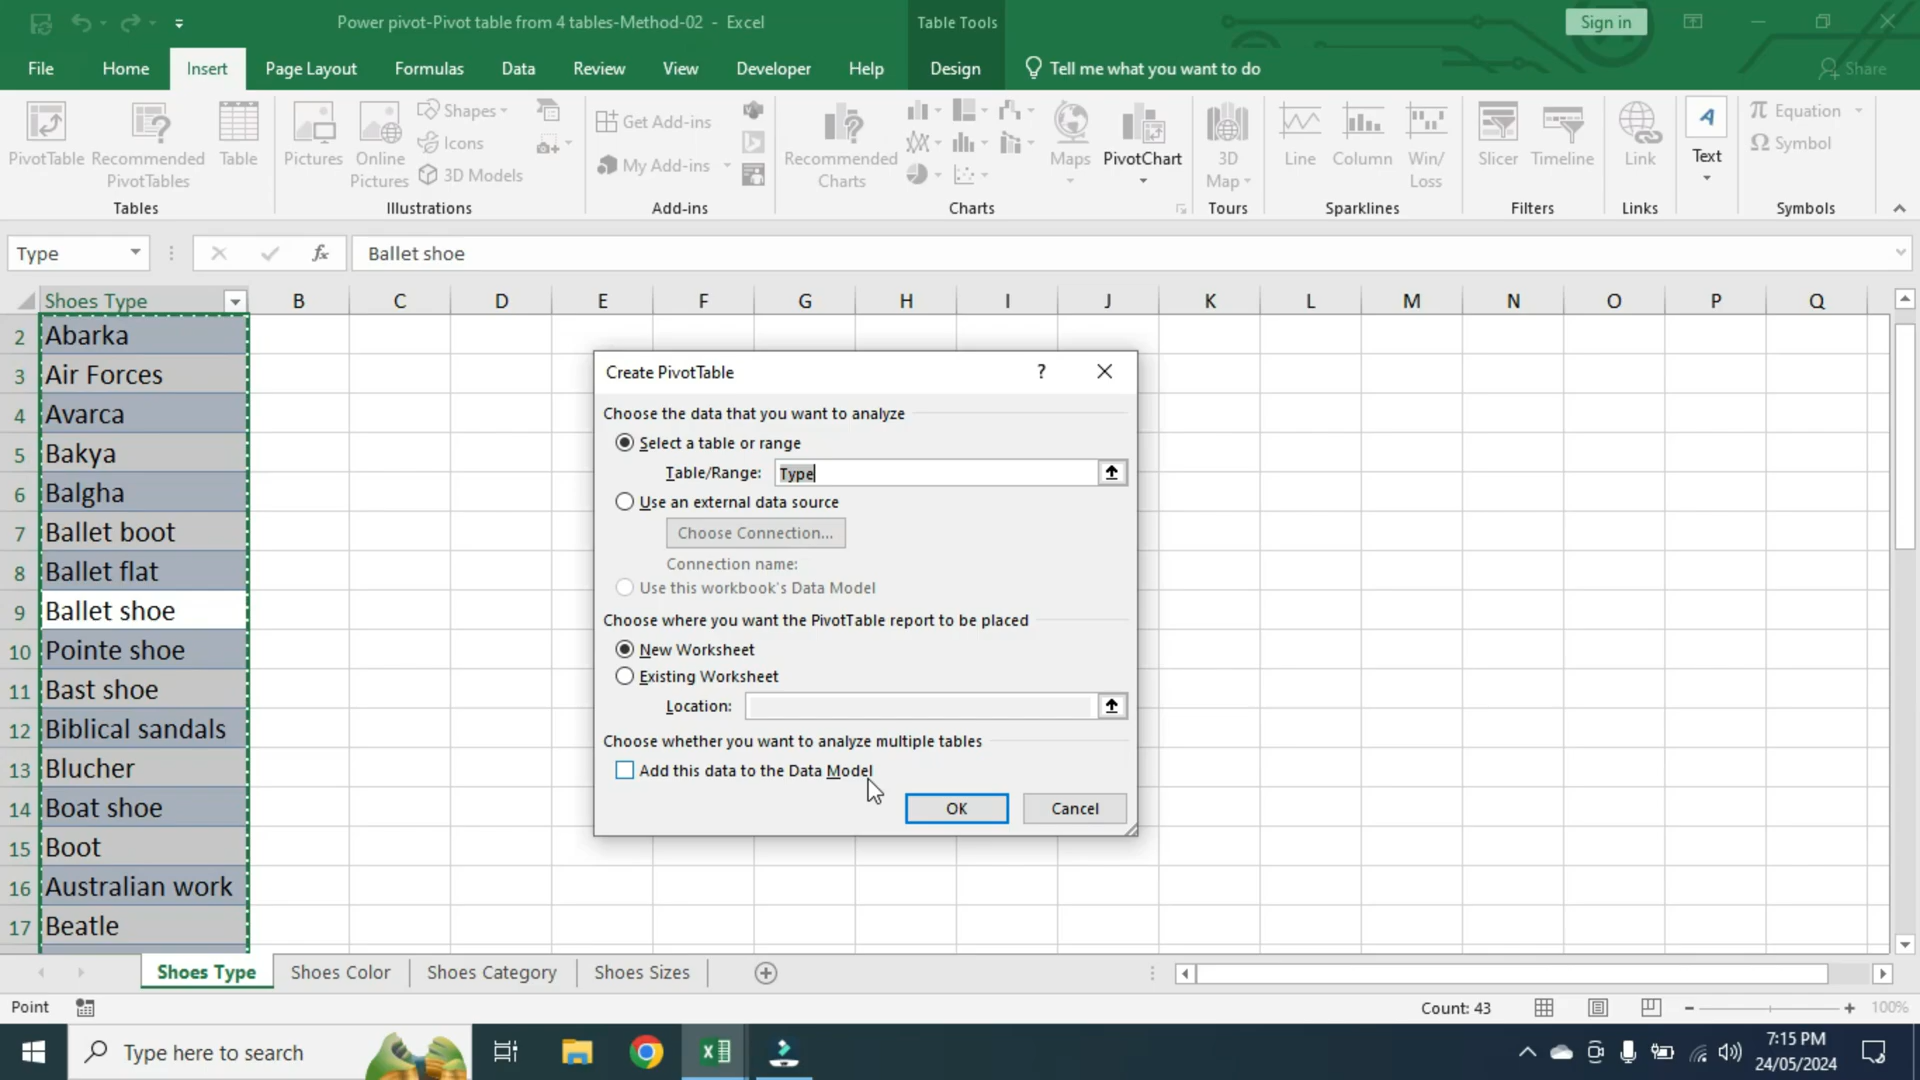 Power pivot-Pivot table from 4 tables-Method-02 - Excel
Table Tools
Sign in
File Home Insert Page Layout Formulas Data Review View Developer Help Design Tell me what you want to do Share
PivotTable
Recommended PivotTables
Table
Tables
Pictures
Online Pictures
Shapes
Icons
3D Models
Illustrations
Get Add-ins
My Add-ins
Add-ins
Recommended Charts
Maps
PivotChart
Charts
3D Map
Tours
Line
Column
Win/Loss
Sparklines
Slicer
Timeline
Filters
Link
Links
A
Text
π Equation
Ω Symbol
Symbols
Type
fx
Ballet shoe
Shoes Type B C D E F G H I J K L M N O P Q
2 Abarka
3 Air Forces
4 Avarca
5 Bakya
6 Balgha
7 Ballet boot
8 Ballet flat
9 Ballet shoe
10 Pointe shoe
11 Bast shoe
12 Biblical sandals
13 Blucher
14 Boat shoe
15 Boot
16 Australian work
17 Beatle
Create PivotTable ?
Choose the data that you want to analyze
Select a table or range
Table/Range: Type
Use an external data source
Choose Connection...
Connection name:
Use this workbook's Data Model
Choose where you want the PivotTable report to be placed
New Worksheet
Existing Worksheet
Location:
Choose whether you want to analyze multiple tables
Add this data to the Data Model
OK Cancel
Shoes Type Shoes Color Shoes Category Shoes Sizes
Point
Count: 43
100%
Type here to search
7:15 PM
24/05/2024